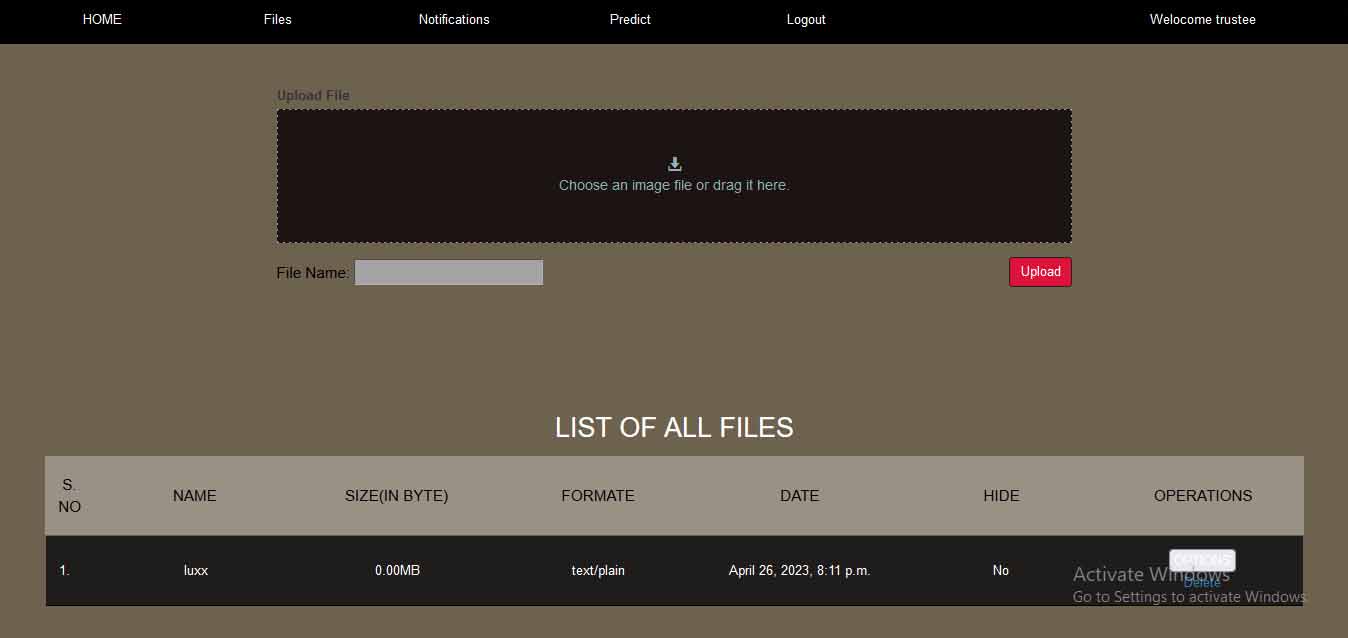 HOME Files Notifications Predict Logout Welocome trustee
Upload File
Choose an image file or drag it here.
File Name: Upload
LIST OF ALL FILES
S. NO NAME SIZE(IN BYTE) FORMATE DATE HIDE OPERATIONS
1. luxx 0.00MB text/plain April 26, 2023, 8:11 p.m. No OPTIONS
Delete
Activate Windows
Go to Settings to activate Windows.